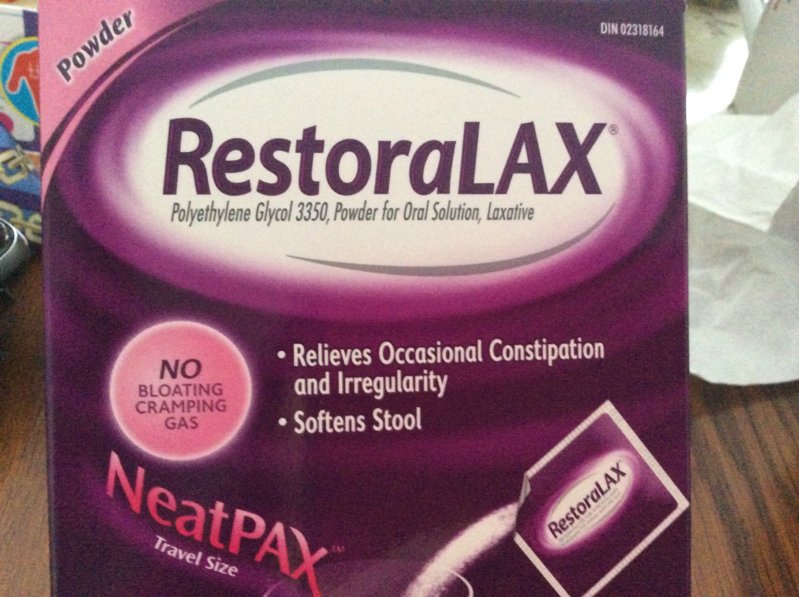 Powder
DIN 02318164
RestoraLAX®
Polyethylene Glycol 3350, Powder for Oral Solution, Laxative
NO
BLOATING
CRAMPING
GAS
• Relieves Occasional Constipation
and Irregularity
• Softens Stool
NeatPAX™
Travel Size
RestoraLAX